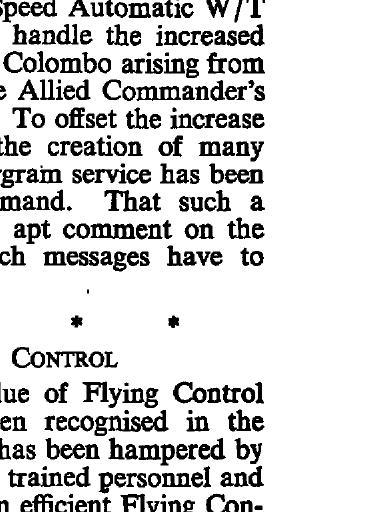 Speed Automatic W/T
handle the increased
Colombo arising from
e Allied Commander's
To offset the increase
the creation of many
gram service has been
mand. That such a
apt comment on the
ch messages have to
* *
CONTROL
lue of Flying Control
en recognised in the
has been hampered by
trained personnel and
n efficient Flying Con-